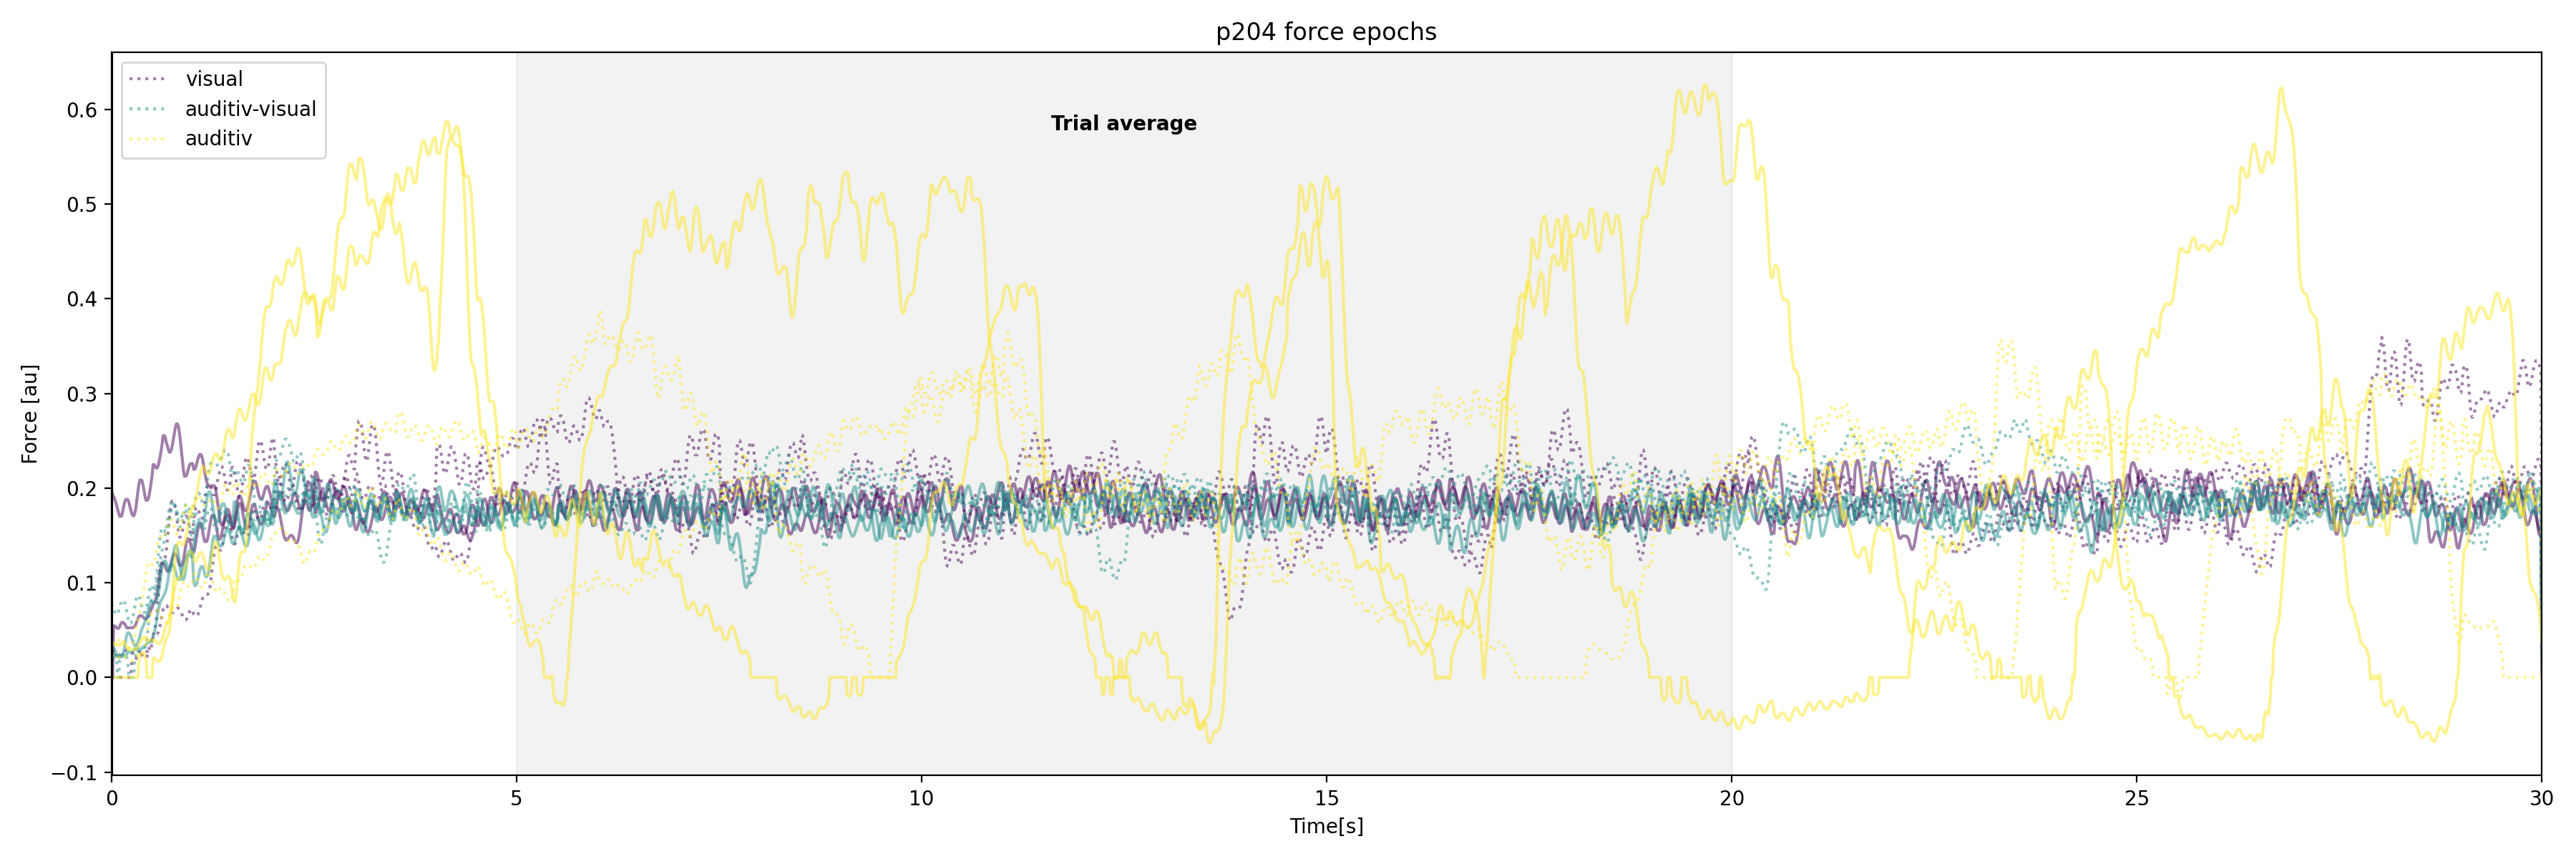 p204 force epochs
visual
auditiv-visual
auditiv
Trial average
Force [au]
0.6
0.5
0.4
0.3
0.2
0.1
0.0
−0.1
0 5 10 15 20 25 30
Time[s]